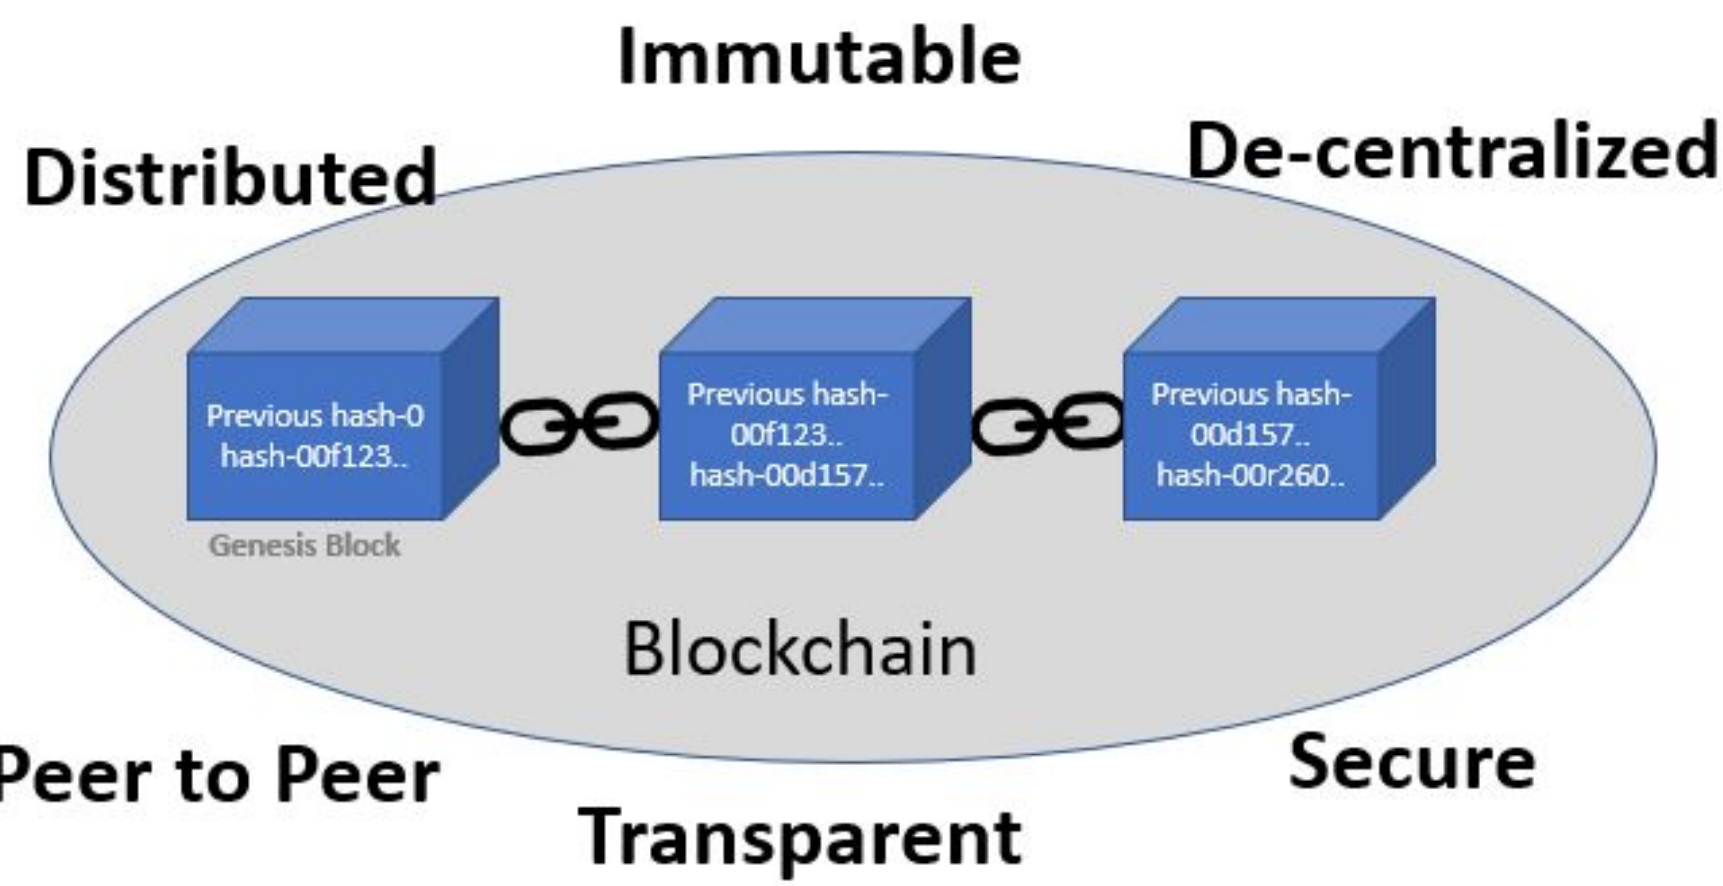 Immutable
Distributed
De-centralized
Previous hash-0
hash-00f123..
Previous hash-
00f123..
hash-00d157..
Previous hash-
00d157..
hash-00r260..
Genesis Block
Blockchain
Peer to Peer
Secure
Transparent